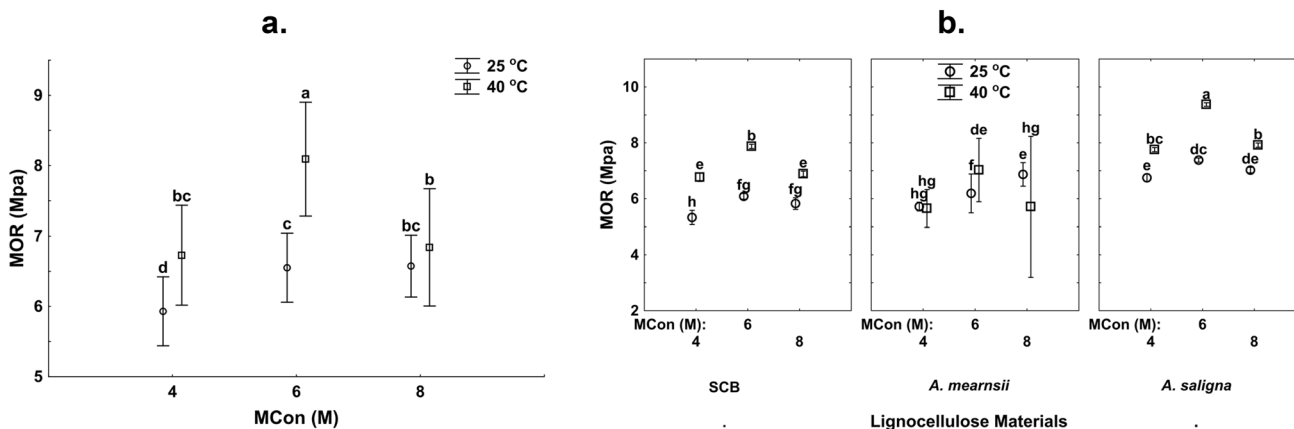 a.
25 °C
40 °C
MOR (Mpa)
9
8
7
6
5
d
bc
c
a
bc
b
4
6
8
MCon (M)
b.
MOR (Mpa)
10
8
6
4
2
h
e
fg
b
fg
e
25 °C
40 °C
hg
hg
f
de
e
hg
e
bc
dc
a
de
b
MCon (M):
4
6
8
MCon (M):
4
6
8
MCon (M):
4
6
8
SCB
A. mearnsii
A. saligna
Lignocellulose Materials